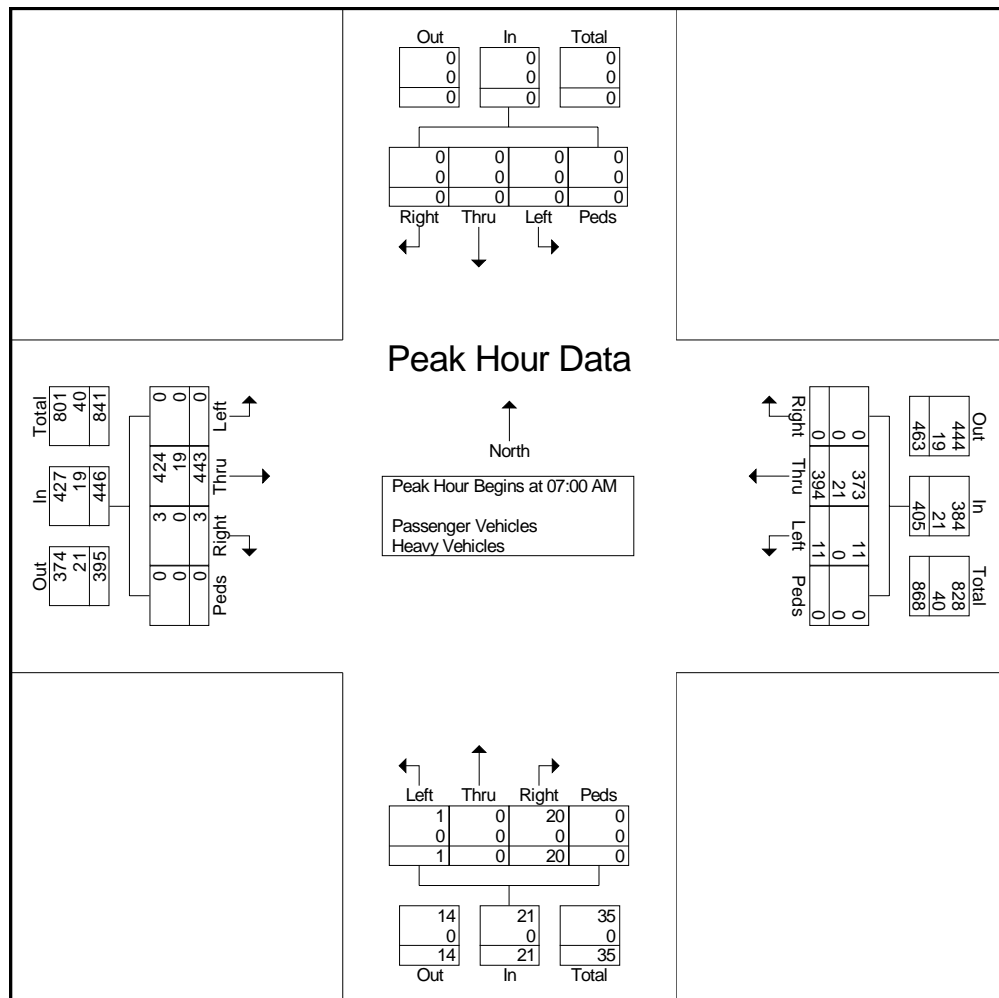 Out In Total
0 0 0
0 0 0
0 0 0
0 0 0 0
0 0 0 0
0 0 0 0
Right Thru Left Peds
Peak Hour Data
North
Peak Hour Begins at 07:00 AM
Passenger Vehicles
Heavy Vehicles
Out In Total
374 427 801
21 19 40
395 446 841
Peds Right Thru Left
0 3 424 0
0 0 19 0
0 3 443 0
Right Thru Left Peds
0 373 11 0
0 21 0 0
0 394 11 0
Out In Total
444 384 828
19 21 40
463 405 868
Left Thru Right Peds
1 0 20 0
0 0 0 0
1 0 20 0
14 21 35
0 0 0
14 21 35
Out In Total